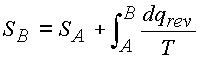 S_B = S_A + ∫_A^B dq_rev / T